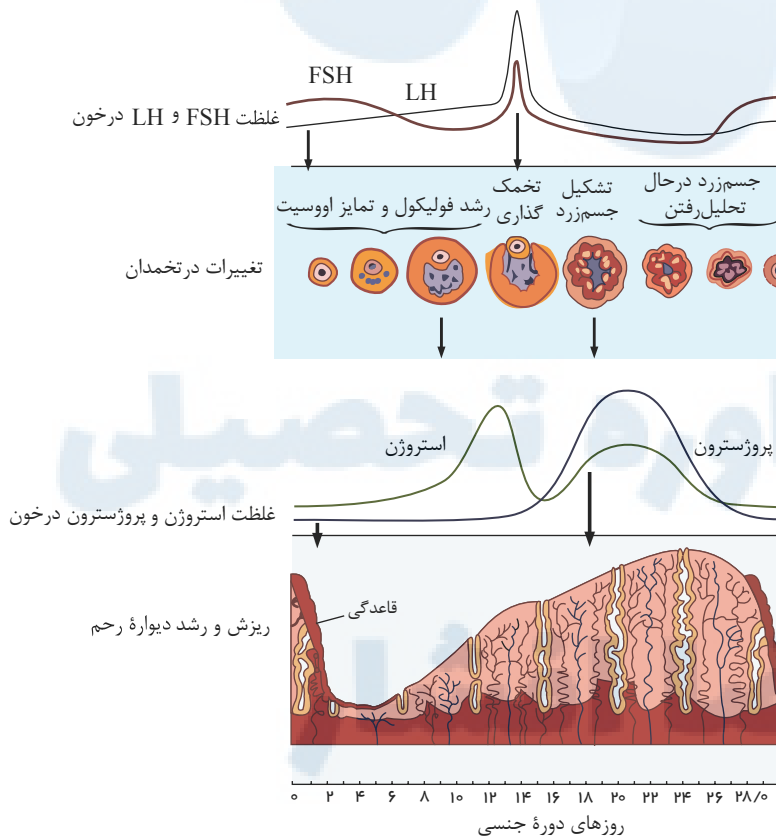 FSH
LH
غلظت FSH و LH درخون
رشد فولیکول و تمایز اووسیت
تخمک
گذاری
تشکیل
جسم‌زرد
جسم‌زرد درحال
تحلیل‌رفتن
تغییرات درتخمدان
استروژن
پروژسترون
غلظت استروژن و پروژسترون درخون
قاعدگی
ریزش و رشد دیوارهٔ رحم
۰ ۲ ۴ ۶ ۸ ۱۰ ۱۲ ۱۴ ۱۶ ۱۸ ۲۰ ۲۲ ۲۴ ۲۶ ۲۸/۰
روزهای دورهٔ جنسی
اوره تحصیلی